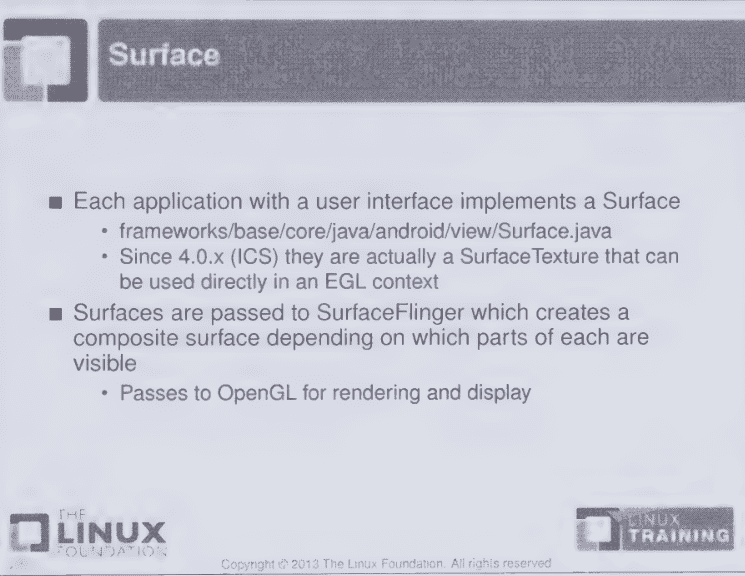 Surface
■ Each application with a user interface implements a Surface
• frameworks/base/core/java/android/view/Surface.java
• Since 4.0.x (ICS) they are actually a SurfaceTexture that can
be used directly in an EGL context
■ Surfaces are passed to SurfaceFlinger which creates a
composite surface depending on which parts of each are
visible
• Passes to OpenGL for rendering and display
THE
LINUX
FOUNDATION
LINUX
TRAINING
Copyright © 2013 The Linux Foundation. All rights reserved